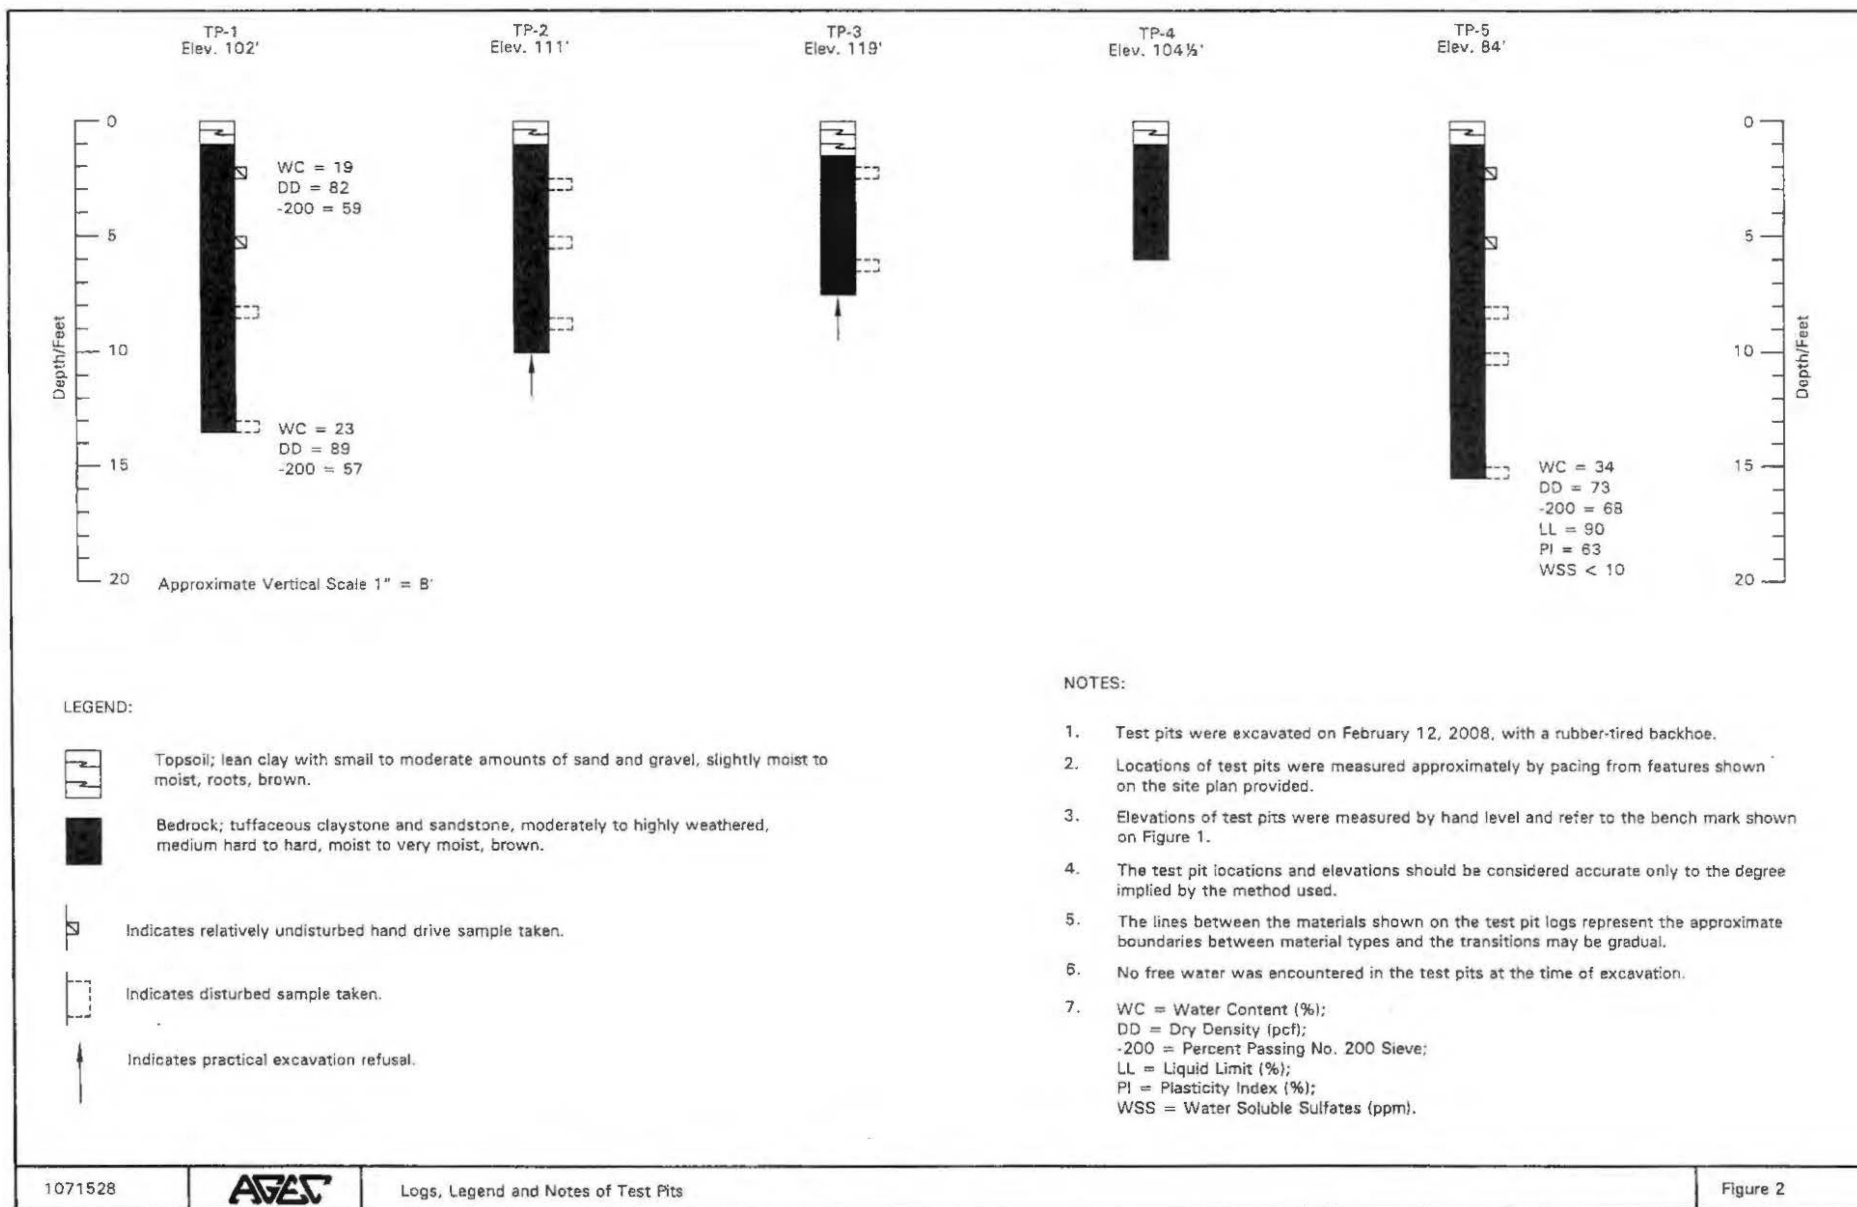 TP-1
Elev. 102'
TP-2
Elev. 111'
TP-3
Elev. 119'
TP-4
Elev. 104½'
TP-5
Elev. 84'
0
5
10
15
20
Depth/Feet
WC = 19
DD = 82
-200 = 59
WC = 23
DD = 89
-200 = 57
WC = 34
DD = 73
-200 = 68
LL = 90
PI = 63
WSS < 10
0
5
10
15
20
Depth/Feet
Approximate Vertical Scale 1" = 8'
LEGEND:
Topsoil; lean clay with small to moderate amounts of sand and gravel, slightly moist to
moist, roots, brown.
Bedrock; tuffaceous claystone and sandstone, moderately to highly weathered,
medium hard to hard, moist to very moist, brown.
Indicates relatively undisturbed hand drive sample taken.
Indicates disturbed sample taken.
Indicates practical excavation refusal.
NOTES:
1. Test pits were excavated on February 12, 2008, with a rubber-tired backhoe.
2. Locations of test pits were measured approximately by pacing from features shown
on the site plan provided.
3. Elevations of test pits were measured by hand level and refer to the bench mark shown
on Figure 1.
4. The test pit locations and elevations should be considered accurate only to the degree
implied by the method used.
5. The lines between the materials shown on the test pit logs represent the approximate
boundaries between material types and the transitions may be gradual.
6. No free water was encountered in the test pits at the time of excavation.
7. WC = Water Content (%);
DD = Dry Density (pcf);
-200 = Percent Passing No. 200 Sieve;
LL = Liquid Limit (%);
PI = Plasticity Index (%);
WSS = Water Soluble Sulfates (ppm).
1071528
AGEC
Logs, Legend and Notes of Test Pits
Figure 2